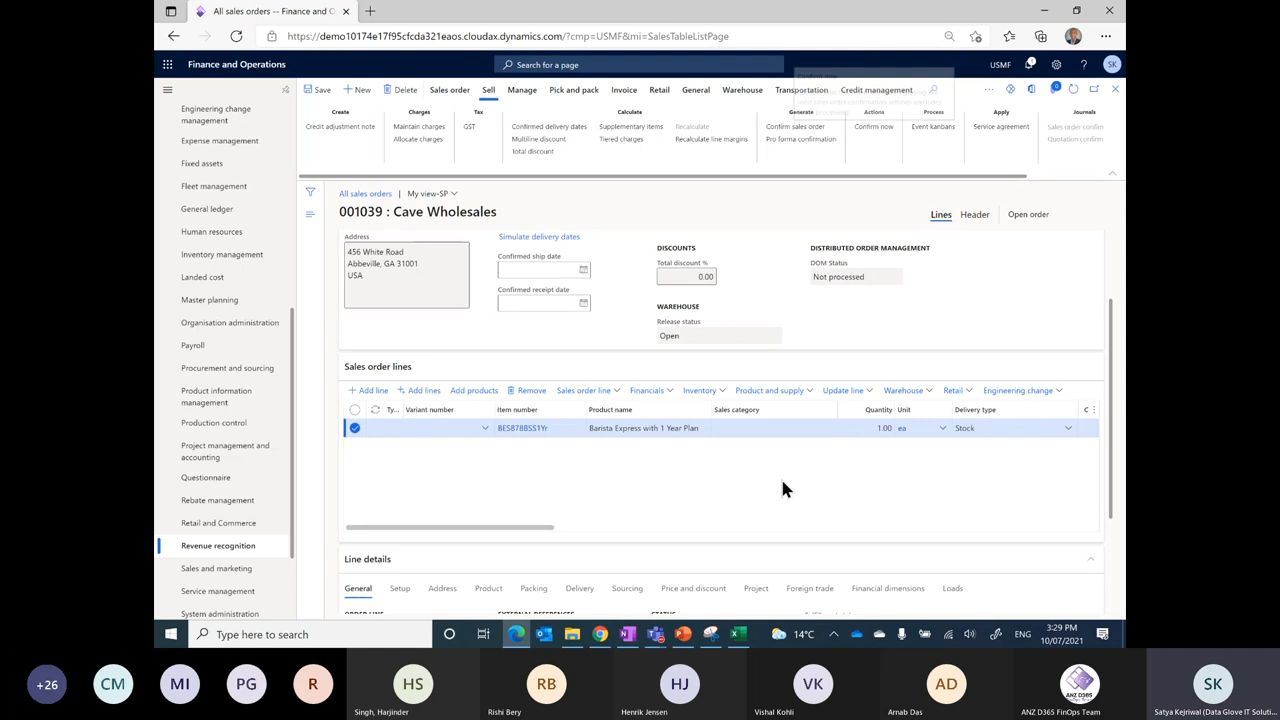 All sales orders -- Finance and O
https://demo10174e17f95cfcda321eaos.cloudax.dynamics.com/?cmp=USMF&mi=SalesTableListPage
Finance and Operations
Search for a page
USMF
SK
Save
New
Delete
Sales order
Sell
Manage
Pick and pack
Invoice
Retail
General
Warehouse
Transportation
Credit management
0
Confirm now
Create
Charges
Tax
Calculate
Generate
Actions
Process
Apply
Journals
Credit adjustment note
Maintain charges
GST
Confirmed delivery dates
Supplementary items
Recalculate
Confirm sales order
Confirm now
Event kanbans
Service agreement
Sales order confirm
Allocate charges
Multiline discount
Tiered charges
Recalculate line margins
Pro forma confirmation
Quotation confirm
Total discount
Engineering change
management
Expense management
Fixed assets
Fleet management
General ledger
Human resources
Inventory management
Landed cost
Master planning
Organisation administration
Payroll
Procurement and sourcing
Product information
management
Production control
Project management and
accounting
Questionnaire
Rebate management
Retail and Commerce
Revenue recognition
Sales and marketing
Service management
System administration
All sales orders | My view-SP
001039 : Cave Wholesales
Lines
Header
Open order
Address
456 White Road
Abbeville, GA 31001
USA
Simulate delivery dates
Confirmed ship date
Confirmed receipt date
DISCOUNTS
Total discount %
0.00
WAREHOUSE
Release status
Open
DISTRIBUTED ORDER MANAGEMENT
DOM Status
Not processed
Sales order lines
Add line
Add lines
Add products
Remove
Sales order line
Financials
Inventory
Product and supply
Update line
Warehouse
Retail
Engineering change
Ty...
Variant number
Item number
Product name
Sales category
Quantity
Unit
Delivery type
C
BES878BSS1Yr
Barista Express with 1 Year Plan
1.00
ea
Stock
Line details
General
Setup
Address
Product
Packing
Delivery
Sourcing
Price and discount
Project
Foreign trade
Financial dimensions
Loads
ORDER LINE
EXTERNAL REFERENCES
STATUS
Type here to search
14°C
ENG
3:29 PM
10/07/2021
+26
CM
MI
PG
R
HS
Singh, Harjinder
RB
Rishi Bery
HJ
Henrik Jensen
VK
Vishal Kohli
AD
Arnab Das
ANZ D365
FinOps Team
ANZ D365 FinOps Team
SK
Satya Kejriwal (Data Glove IT Soluti...